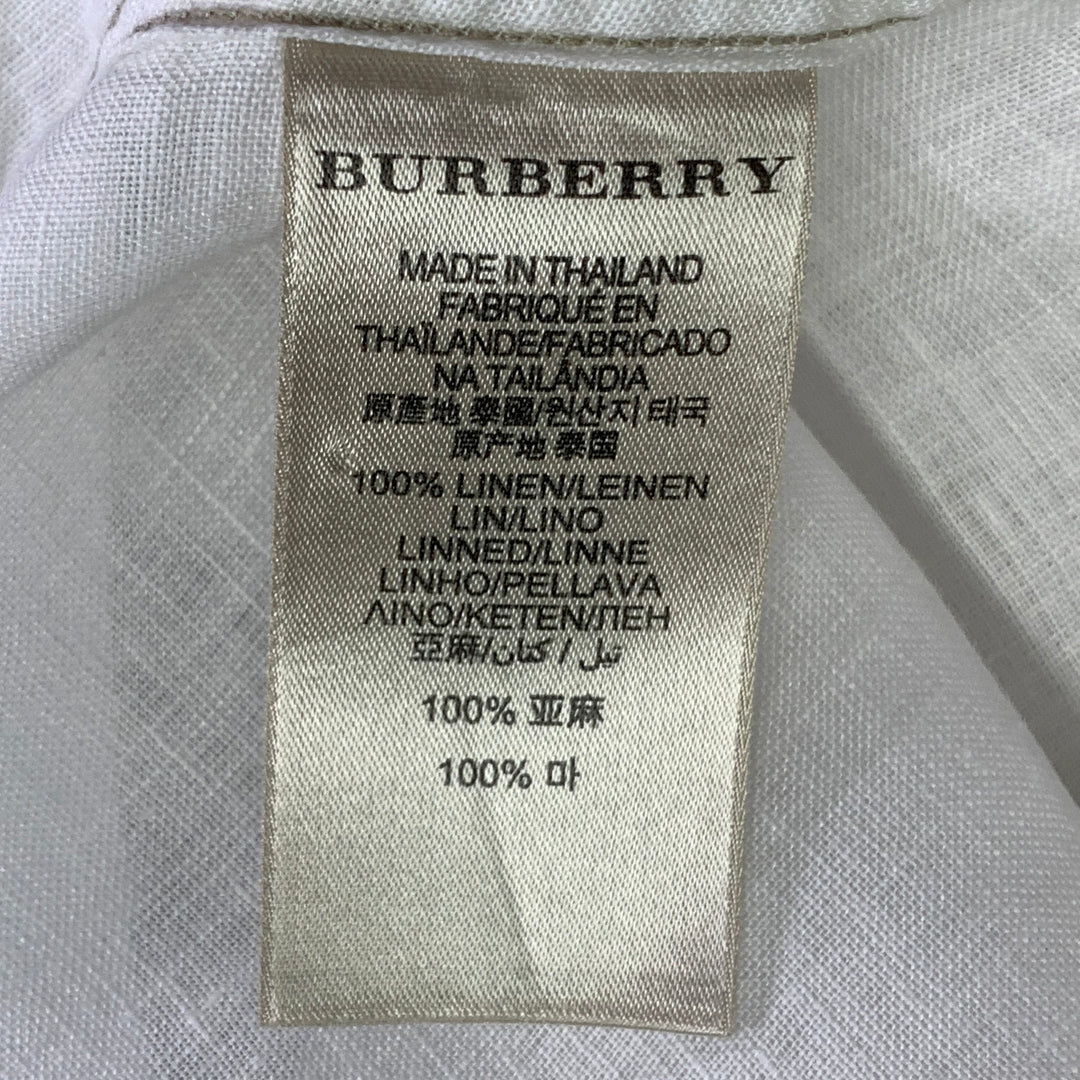 BURBERRY
MADE IN THAILAND
FABRIQUÉ EN
THAÏLANDE/FABRICADO
NA TAILÂNDIA
原產地 泰國/원산지 태국
原产地 泰国
100% LINEN/LEINEN
LIN/LINO
LINNED/LINNE
LINHO/PELLAVA
ΛΙΝΟ/KETEN/ЛЕН
亞麻/كتان /
100% 亚麻
100% 마